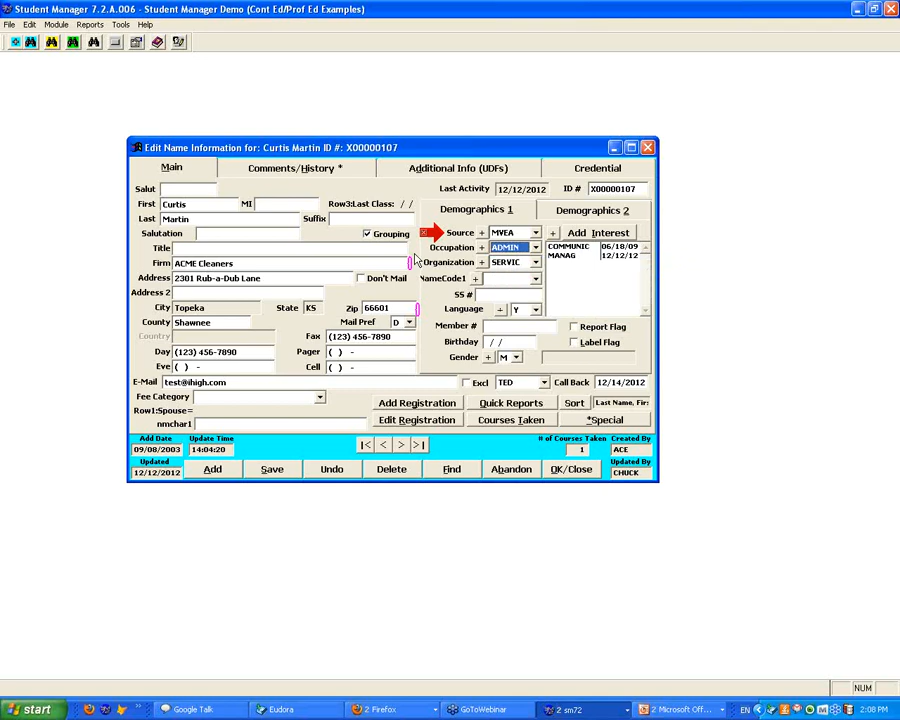 Student Manager 7.2.A.006 - Student Manager Demo (Cont Ed/Prof Ed Examples)
File Edit Module Reports Tools Help
Edit Name Information for: Curtis Martin ID #: X00000107
Main Comments/History * Additional Info (UDFs) Credential
Salut Last Activity 12/12/2012 ID # X00000107
First Curtis MI Row3:Last Class: / / Demographics 1 Demographics 2
Last Martin Suffix
Salutation Grouping Source + MVEA + Add Interest
Title Occupation + ADMIN COMMUNIC 06/18/09
Firm ACME Cleaners Organization + SERVIC MANAG 12/12/12
Address 2301 Rub-a-Dub Lane Don't Mail NameCode1 +
Address 2 SS #
City Topeka State KS Zip 66601 Language + Y
County Shawnee Mail Pref D Member # Report Flag
Country Fax (123) 456-7890 Birthday / / Label Flag
Day (123) 456-7890 Pager ( ) - Gender + M
Eve ( ) - Cell ( ) -
E-Mail test@ihigh.com Excl TED Call Back 12/14/2012
Fee Category Add Registration Quick Reports Sort Last Name, Firs
Row1:Spouse=
nmchar1 Edit Registration Courses Taken *Special
Add Date Update Time # of Courses Taken Created By
09/08/2003 14:04:20 |< < > >| 1 ACE
Updated Updated By
12/12/2012 Add Save Undo Delete Find Abandon OK/Close CHUCK
NUM
start » Google Talk Eudora 2 Firefox GoToWebinar 2 sm72 2 Microsoft Off... EN 2:08 PM